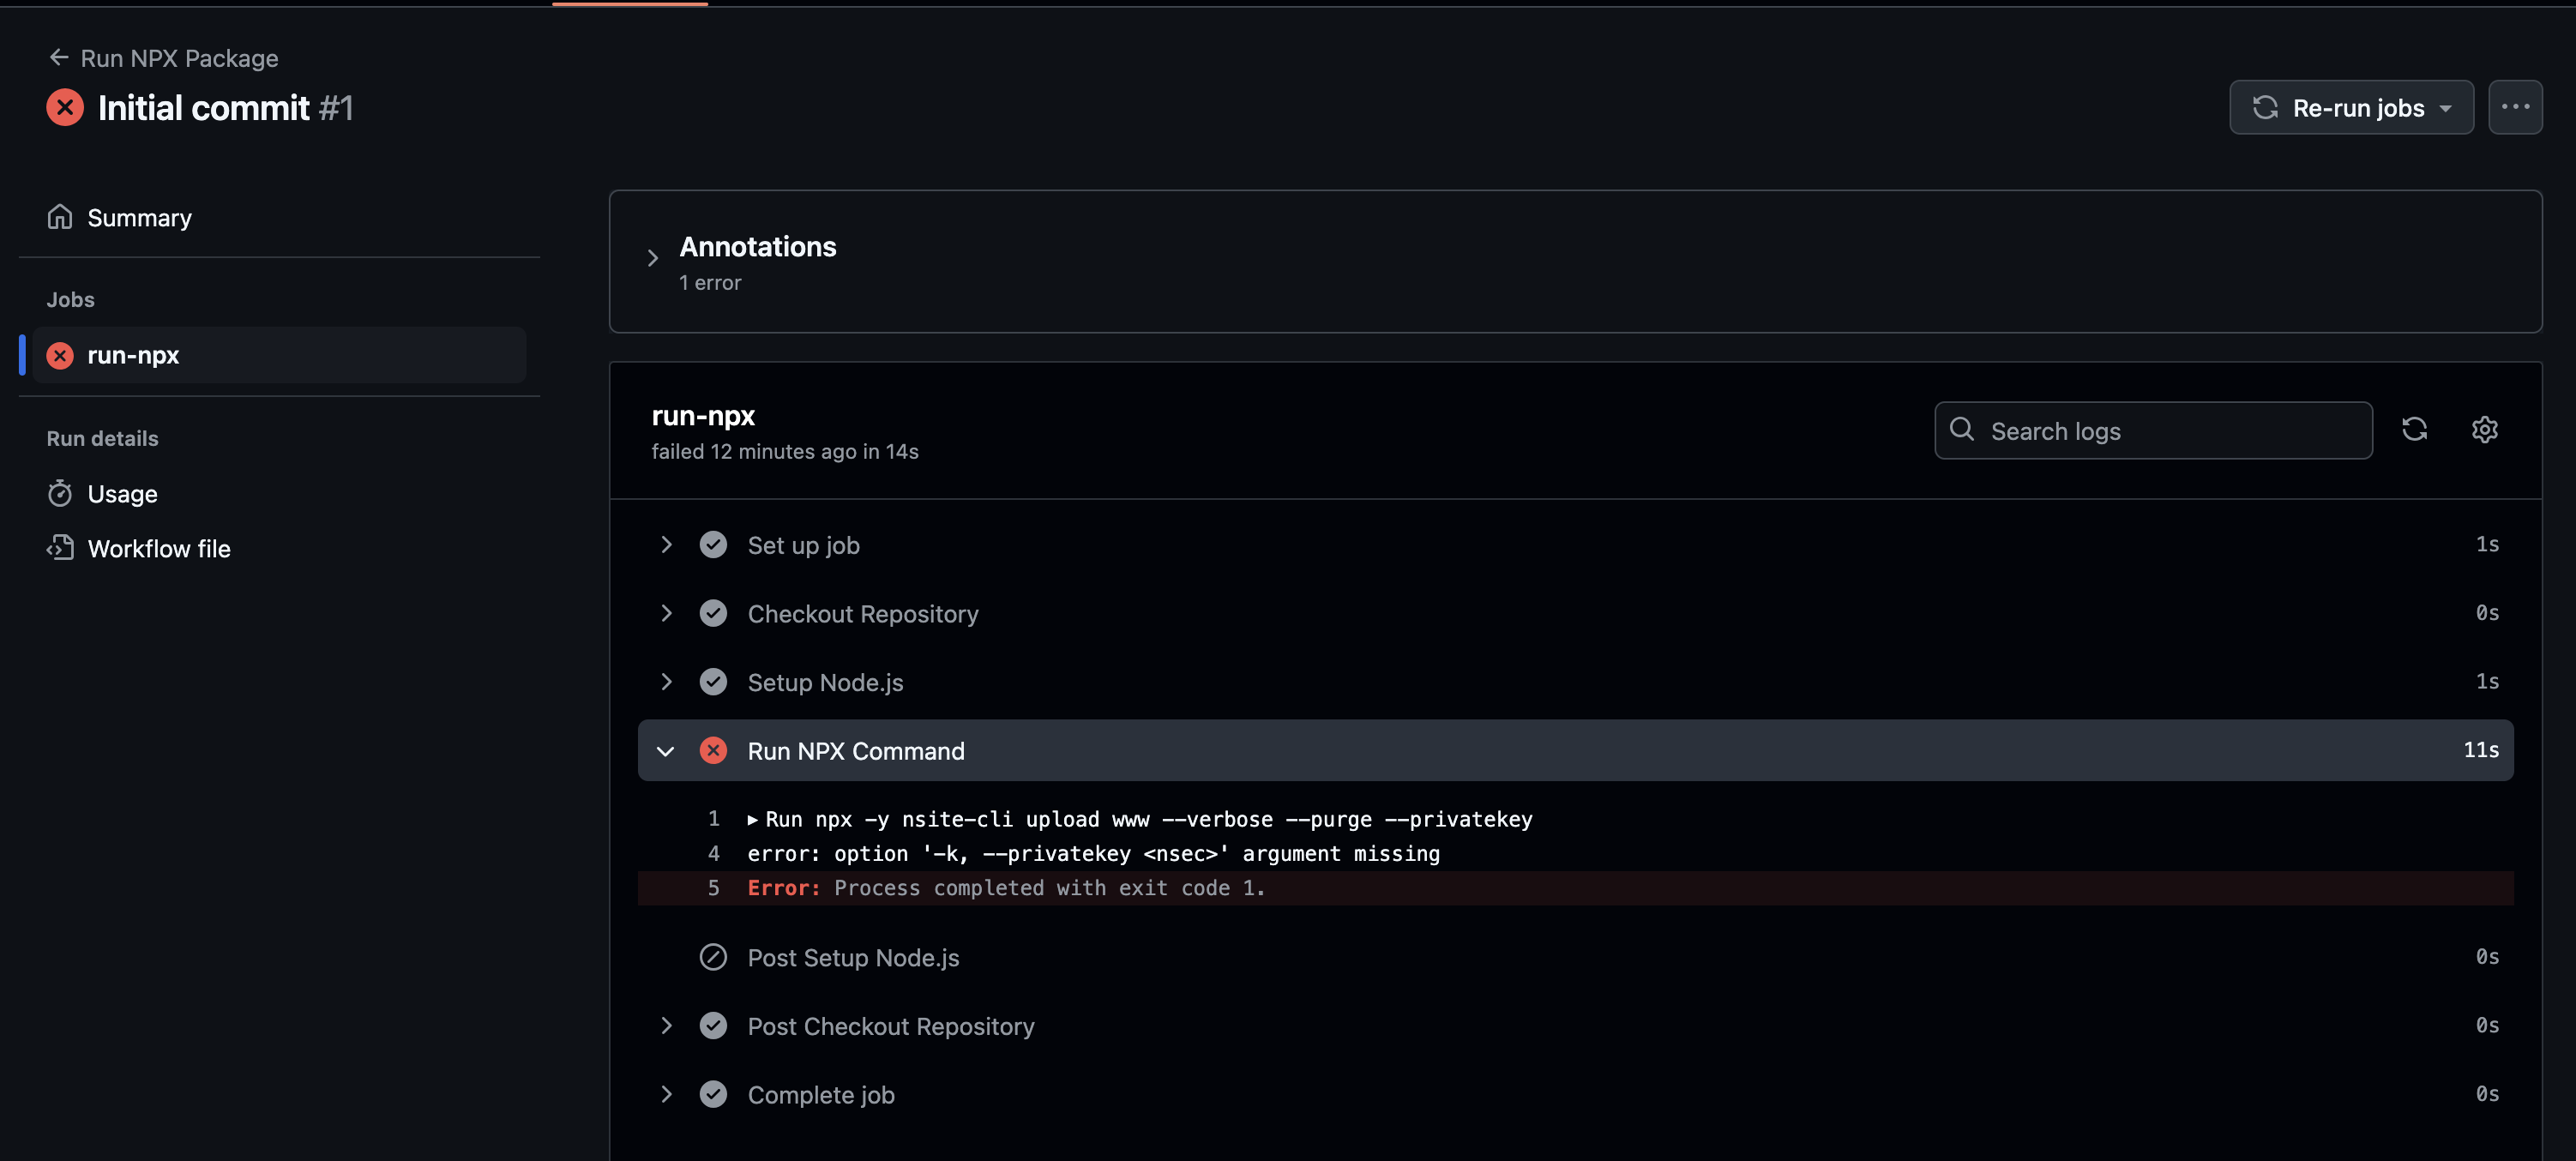 Run NPX Package
Initial commit #1
Re-run jobs
Summary
Jobs
run-npx
Run details
Usage
Workflow file
Annotations
1 error
run-npx
failed 12 minutes ago in 14s
Search logs
Set up job 1s
Checkout Repository 0s
Setup Node.js 1s
Run NPX Command 11s
1 Run npx -y nsite-cli upload www --verbose --purge --privatekey
4 error: option '-k, --privatekey <nsec>' argument missing
5 Error: Process completed with exit code 1.
Post Setup Node.js 0s
Post Checkout Repository 0s
Complete job 0s